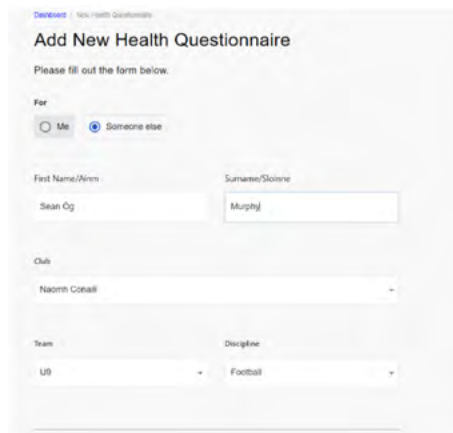 Dashboard / New Health Questionnaire
Add New Health Questionnaire
Please fill out the form below.
For
Me Someone else
First Name/Ainm Surname/Sloinne
Sean Og Murphy
Club
Naomh Conaill
Team Discipline
U9 Football